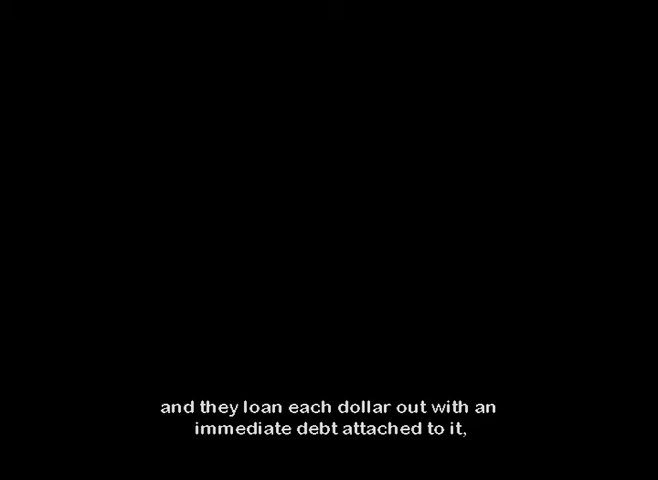 and they loan each dollar out with an
immediate debt attached to it,